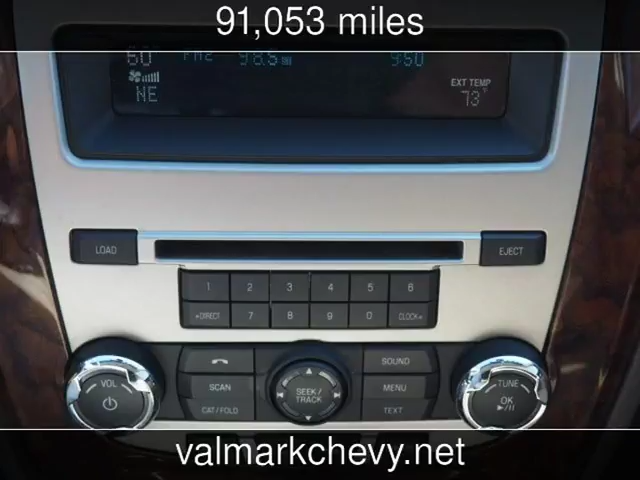 91,053 miles
60°
FM2 98.5 9:50
NE
EXT TEMP
73°
LOAD
EJECT
1 2 3 4 5 6
DIRECT 7 8 9 0 CLOCK
VOL
SCAN
CAT/FOLD
SEEK/
TRACK
SOUND
MENU
TEXT
TUNE
OK
valmarkchevy.net